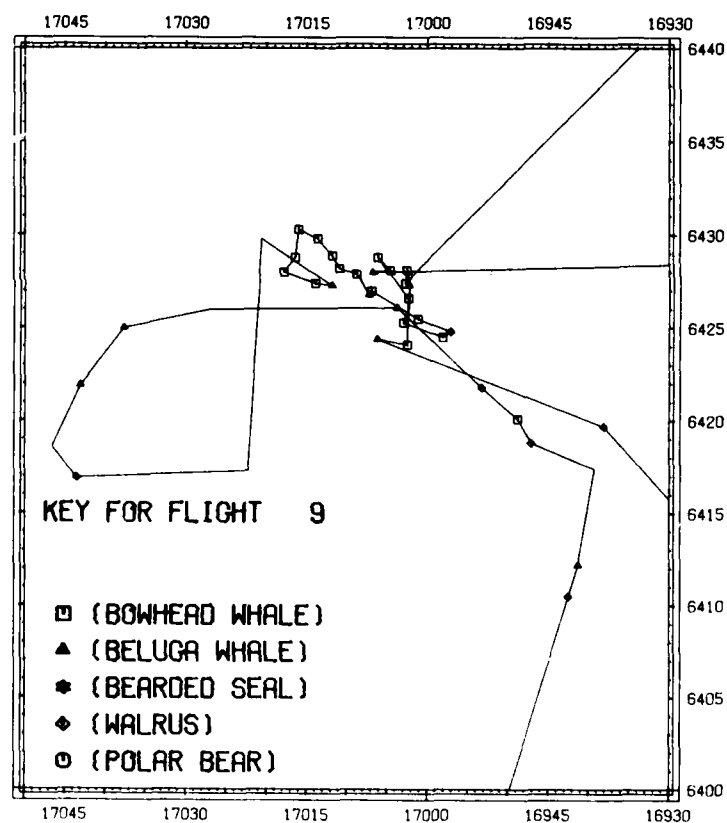 17045 17030 17015 17000 16945 16930
6440
6435
6430
6425
6420
6415
KEY FOR FLIGHT 9
6410
(BOWHEAD WHALE)
(BELUGA WHALE)
(BEARDED SEAL)
6405
(WALRUS)
(POLAR BEAR)
6400
17045 17030 17015 17000 16945 16930